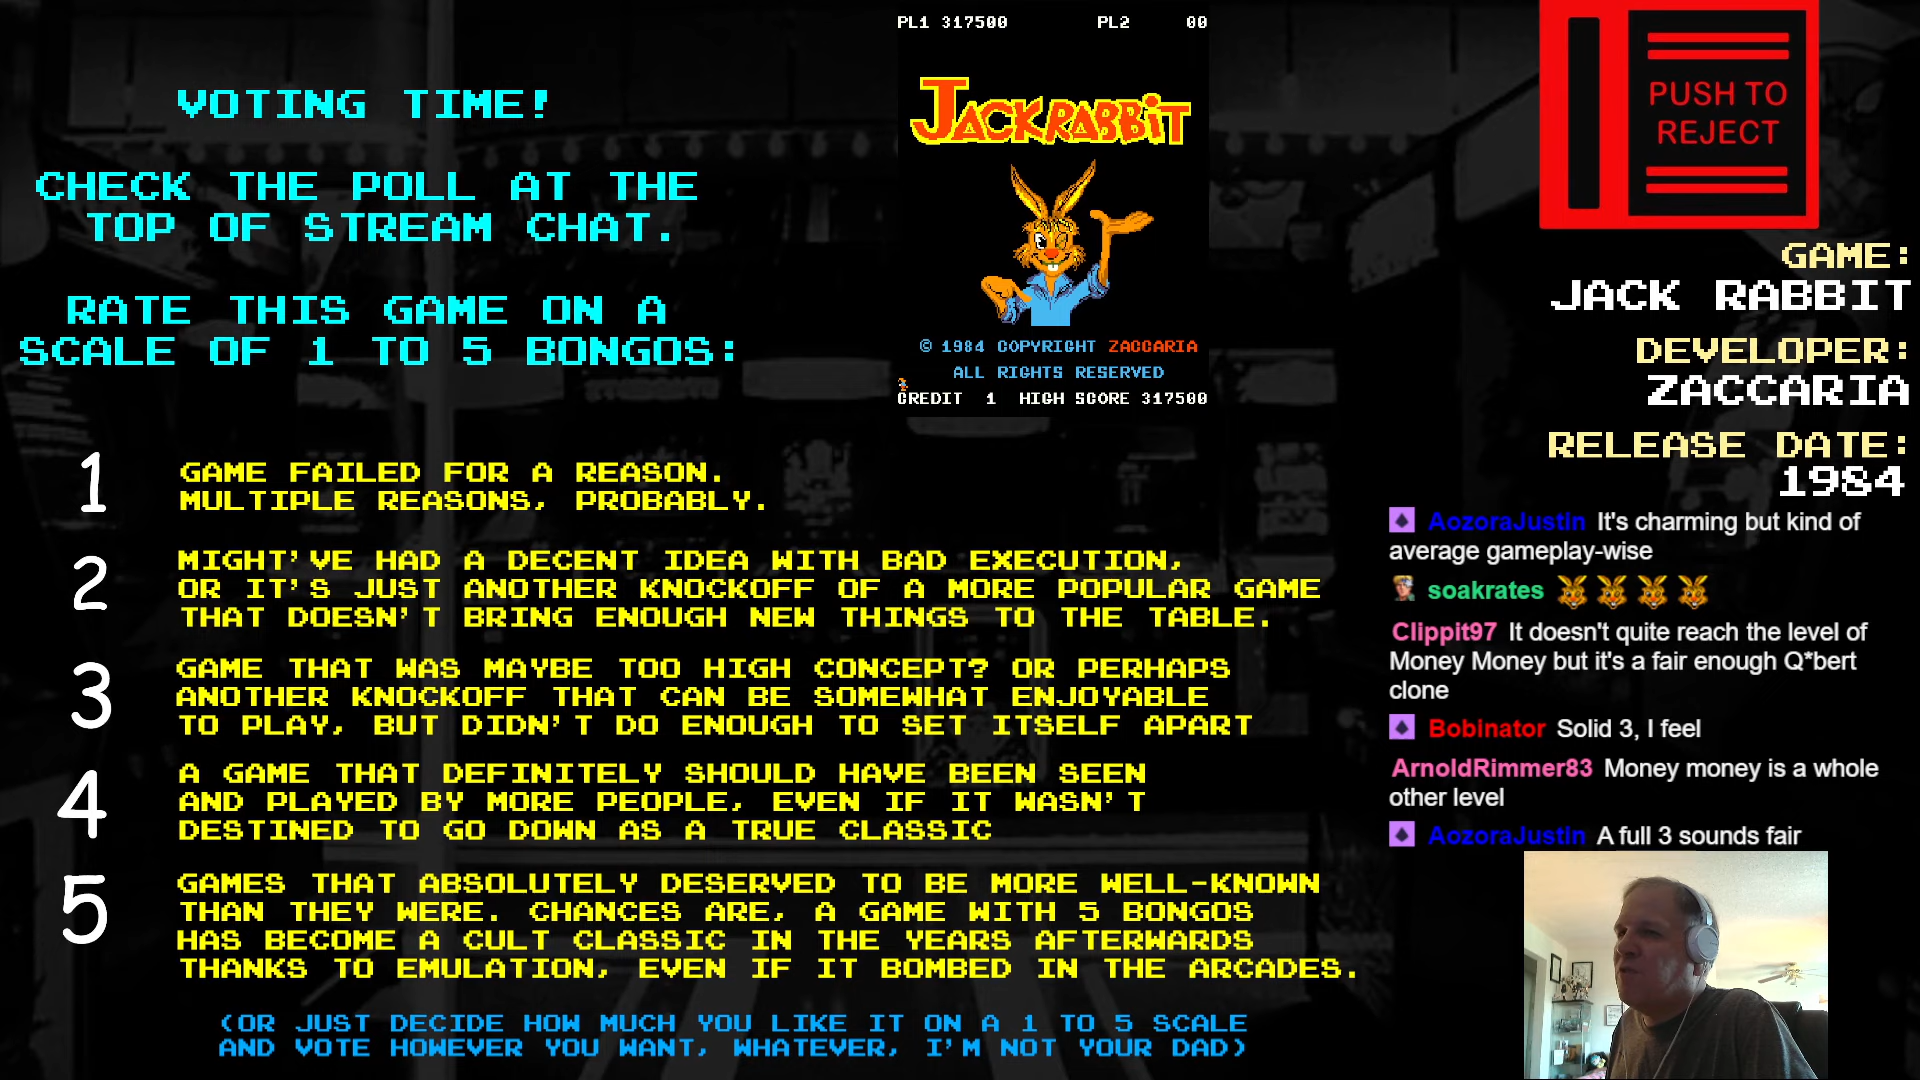 PL1 317500 PL2 00
JACKRABBiT
© 1984 COPYRIGHT ZACCARIA
ALL RIGHTS RESERVED
CREDIT 1 HIGH SCORE 317500
VOTING TIME!
CHECK THE POLL AT THE
TOP OF STREAM CHAT.
RATE THIS GAME ON A
SCALE OF 1 TO 5 BONGOS:
1
GAME FAILED FOR A REASON.
MULTIPLE REASONS, PROBABLY.
2
MIGHT'VE HAD A DECENT IDEA WITH BAD EXECUTION,
OR IT'S JUST ANOTHER KNOCKOFF OF A MORE POPULAR GAME
THAT DOESN'T BRING ENOUGH NEW THINGS TO THE TABLE.
3
GAME THAT WAS MAYBE TOO HIGH CONCEPT? OR PERHAPS
ANOTHER KNOCKOFF THAT CAN BE SOMEWHAT ENJOYABLE
TO PLAY, BUT DIDN'T DO ENOUGH TO SET ITSELF APART
4
A GAME THAT DEFINITELY SHOULD HAVE BEEN SEEN
AND PLAYED BY MORE PEOPLE, EVEN IF IT WASN'T
DESTINED TO GO DOWN AS A TRUE CLASSIC
5
GAMES THAT ABSOLUTELY DESERVED TO BE MORE WELL-KNOWN
THAN THEY WERE. CHANCES ARE, A GAME WITH 5 BONGOS
HAS BECOME A CULT CLASSIC IN THE YEARS AFTERWARDS
THANKS TO EMULATION, EVEN IF IT BOMBED IN THE ARCADES.
(OR JUST DECIDE HOW MUCH YOU LIKE IT ON A 1 TO 5 SCALE
AND VOTE HOWEVER YOU WANT, WHATEVER, I'M NOT YOUR DAD)
PUSH TO
REJECT
GAME:
JACK RABBIT
DEVELOPER:
ZACCARIA
RELEASE DATE:
1984
AozoraJustin It's charming but kind of
average gameplay-wise
soakrates
Clippit97 It doesn't quite reach the level of
Money Money but it's a fair enough Q*bert
clone
Bobinator Solid 3, I feel
ArnoldRimmer83 Money money is a whole
other level
AozoraJustin A full 3 sounds fair